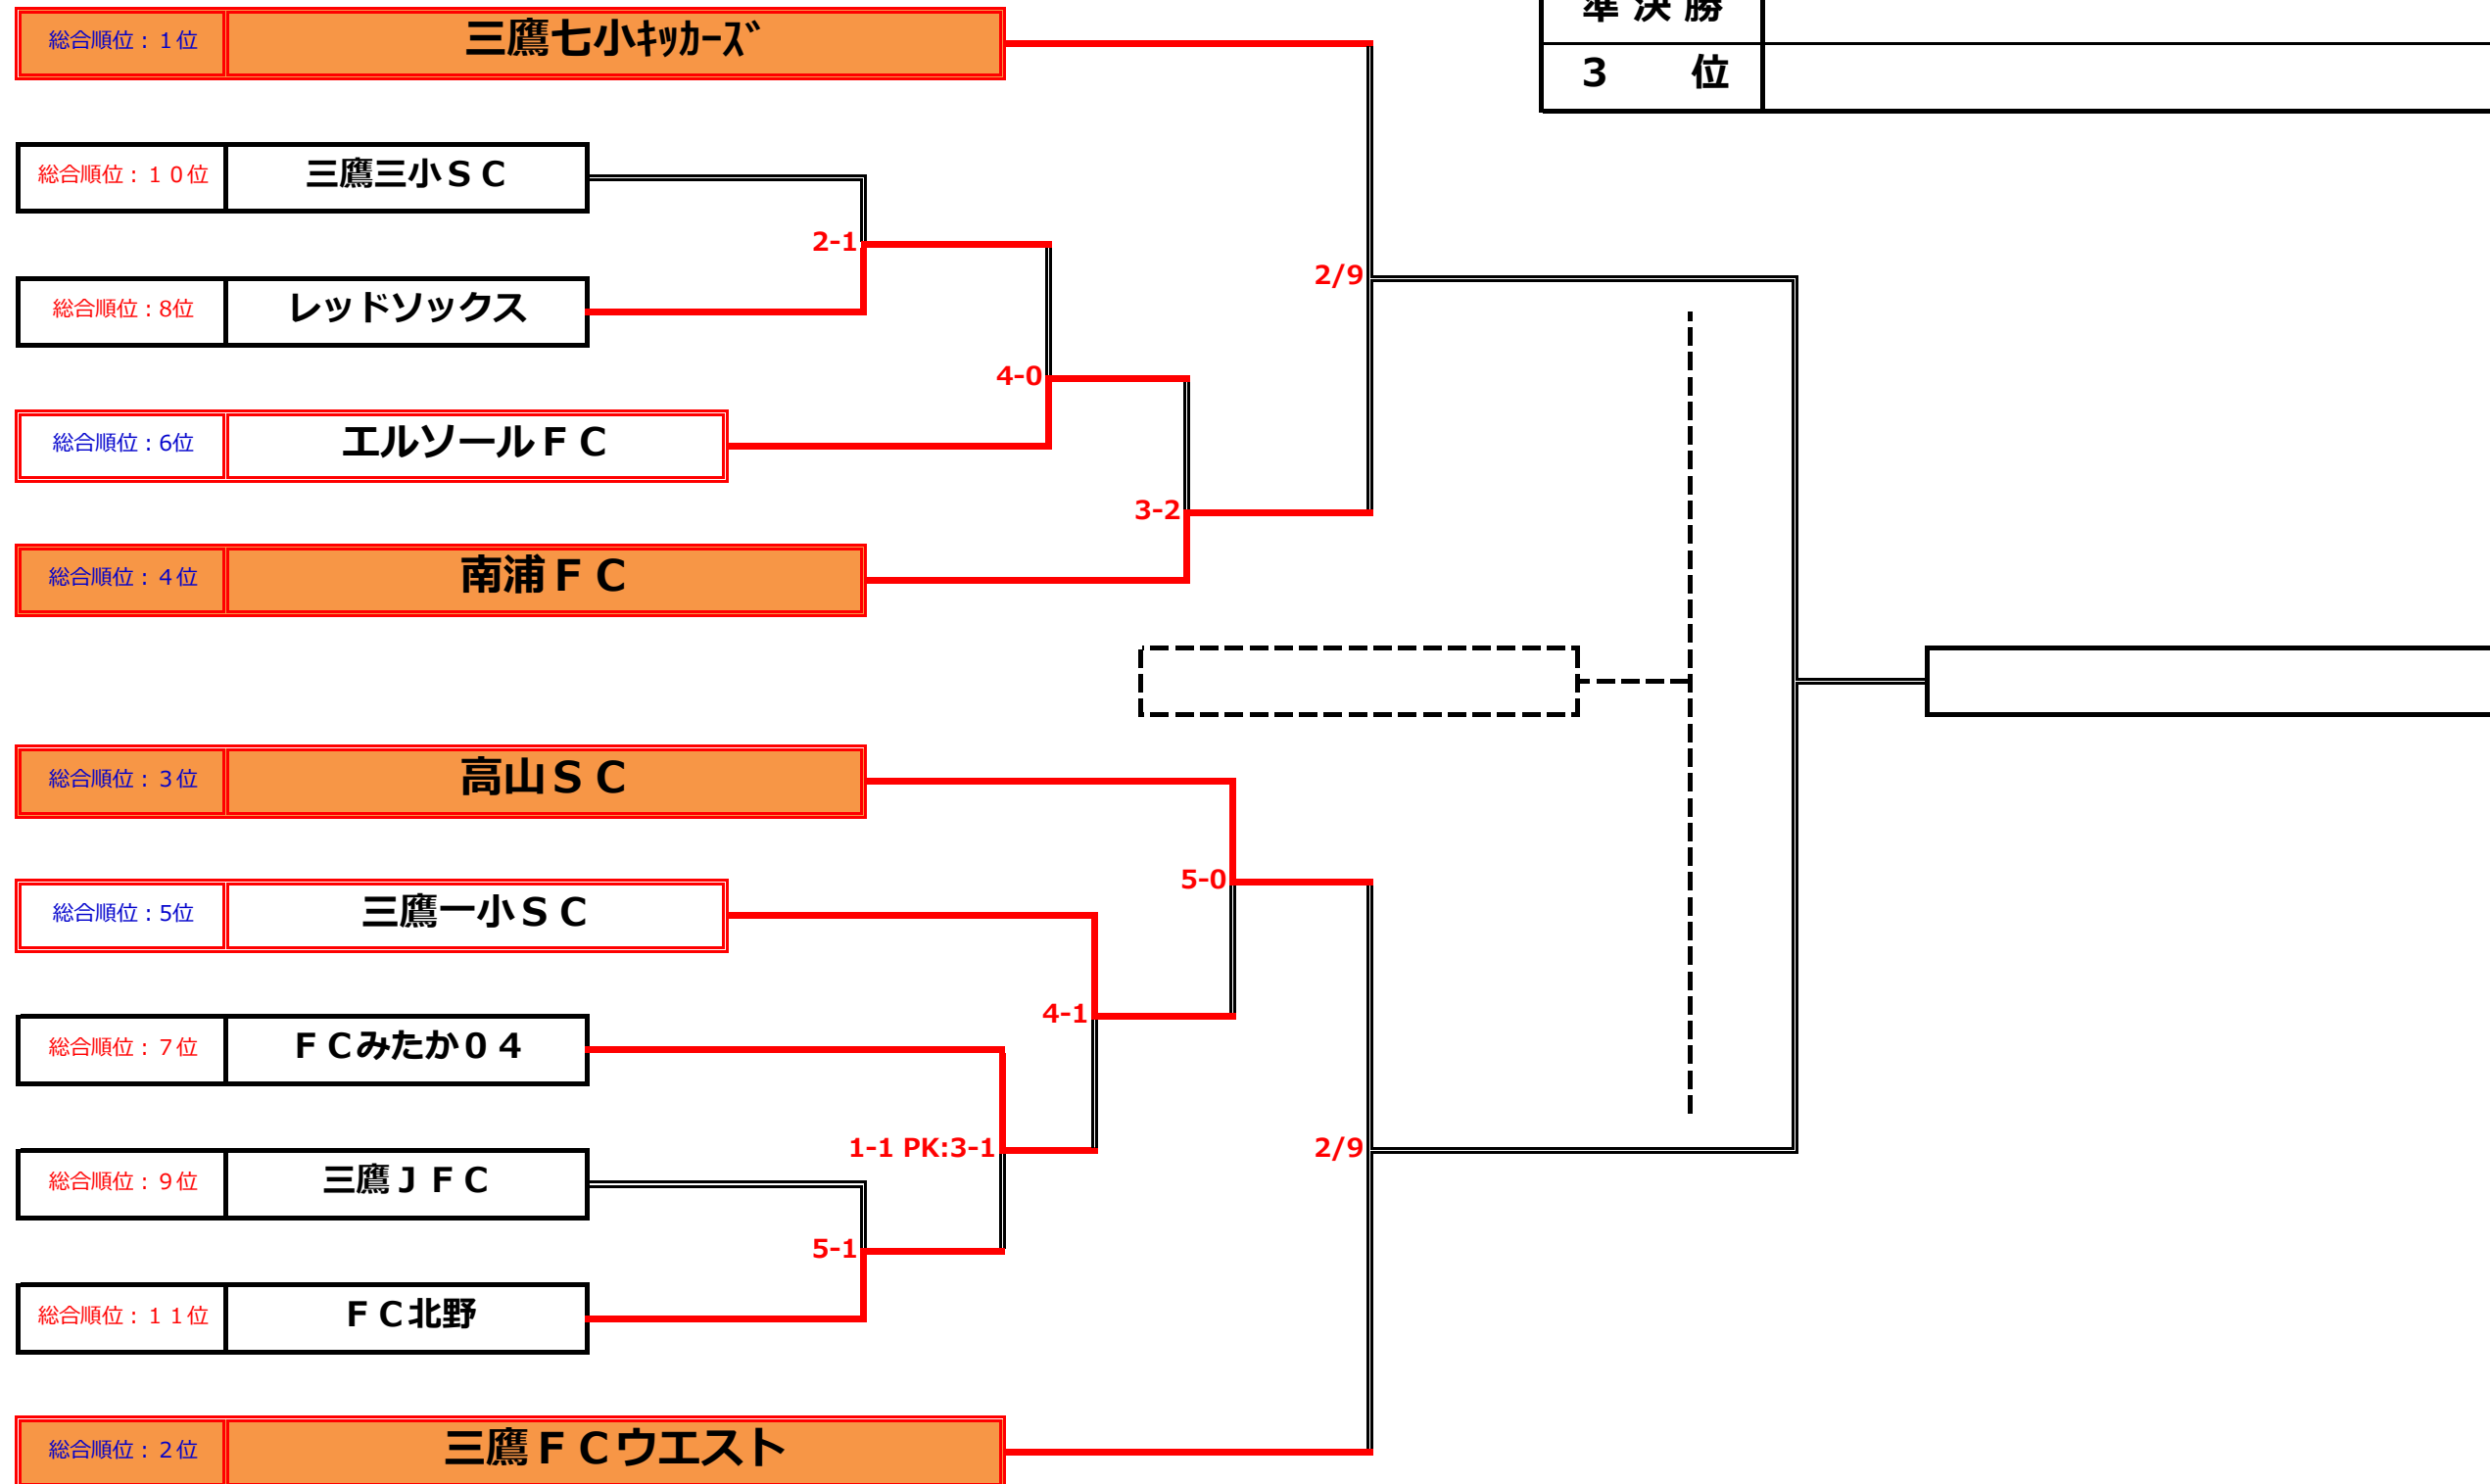 準 決 勝
3 位
総合順位：１位 三鷹七小ｷｯｶｰｽﾞ
総合順位：１０位 三鷹三小ＳＣ
2-1
2/9
総合順位：8位 レッドソックス
4-0
総合順位：6位 エルソールＦＣ
3-2
総合順位：４位 南浦ＦＣ
総合順位：３位 高山ＳＣ
5-0
総合順位：5位 三鷹一小ＳＣ
4-1
総合順位：７位 ＦＣみたか０４
1-1 PK:3-1
2/9
総合順位：９位 三鷹ＪＦＣ
5-1
総合順位：１１位 ＦＣ北野
総合順位：２位 三鷹ＦＣウエスト